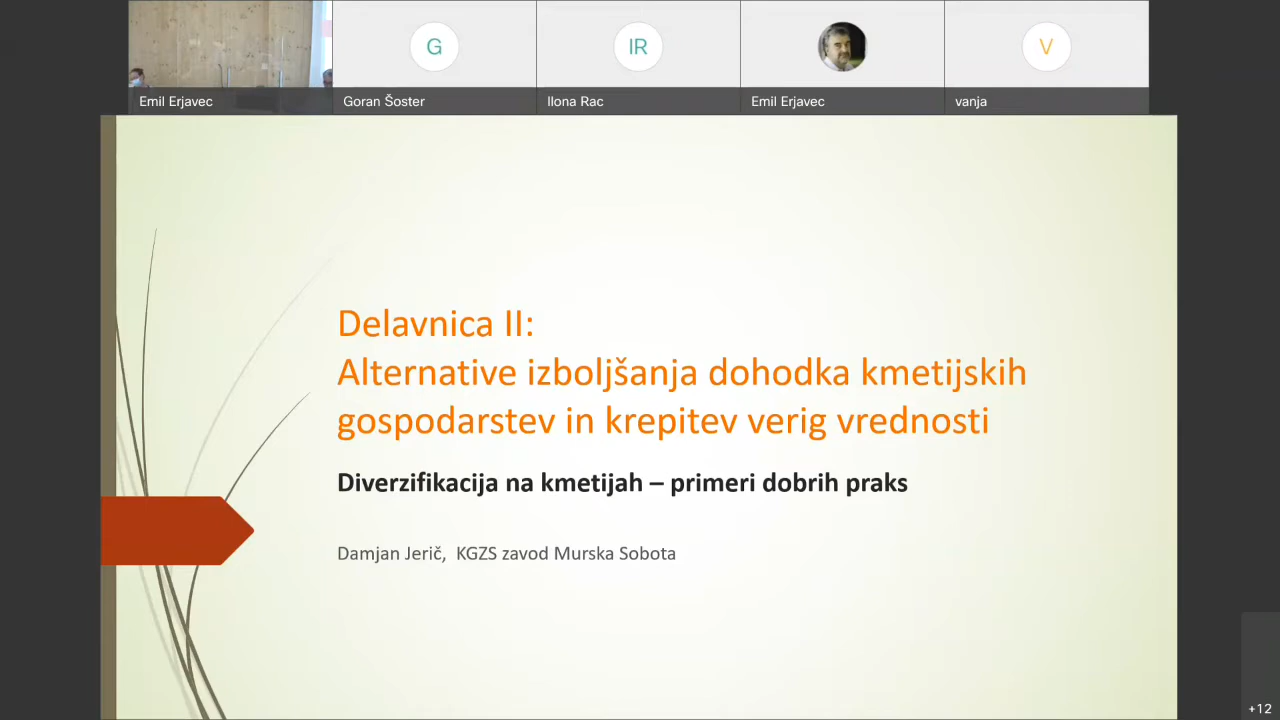 G
IR
V
Emil Erjavec
Goran Šoster
Ilona Rac
Emil Erjavec
vanja
Delavnica II:
Alternative izboljšanja dohodka kmetijskih
gospodarstev in krepitev verig vrednosti
Diverzifikacija na kmetijah – primeri dobrih praks
Damjan Jerič, KGZS zavod Murska Sobota
+12